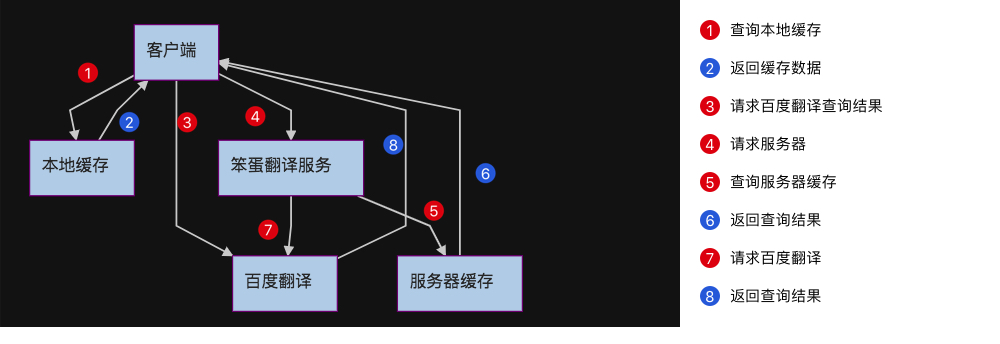 客户端
1
2
3
4
8
6
本地缓存
笨蛋翻译服务
5
7
百度翻译
服务器缓存
1 查询本地缓存
2 返回缓存数据
3 请求百度翻译查询结果
4 请求服务器
5 查询服务器缓存
6 返回查询结果
7 请求百度翻译
8 返回查询结果